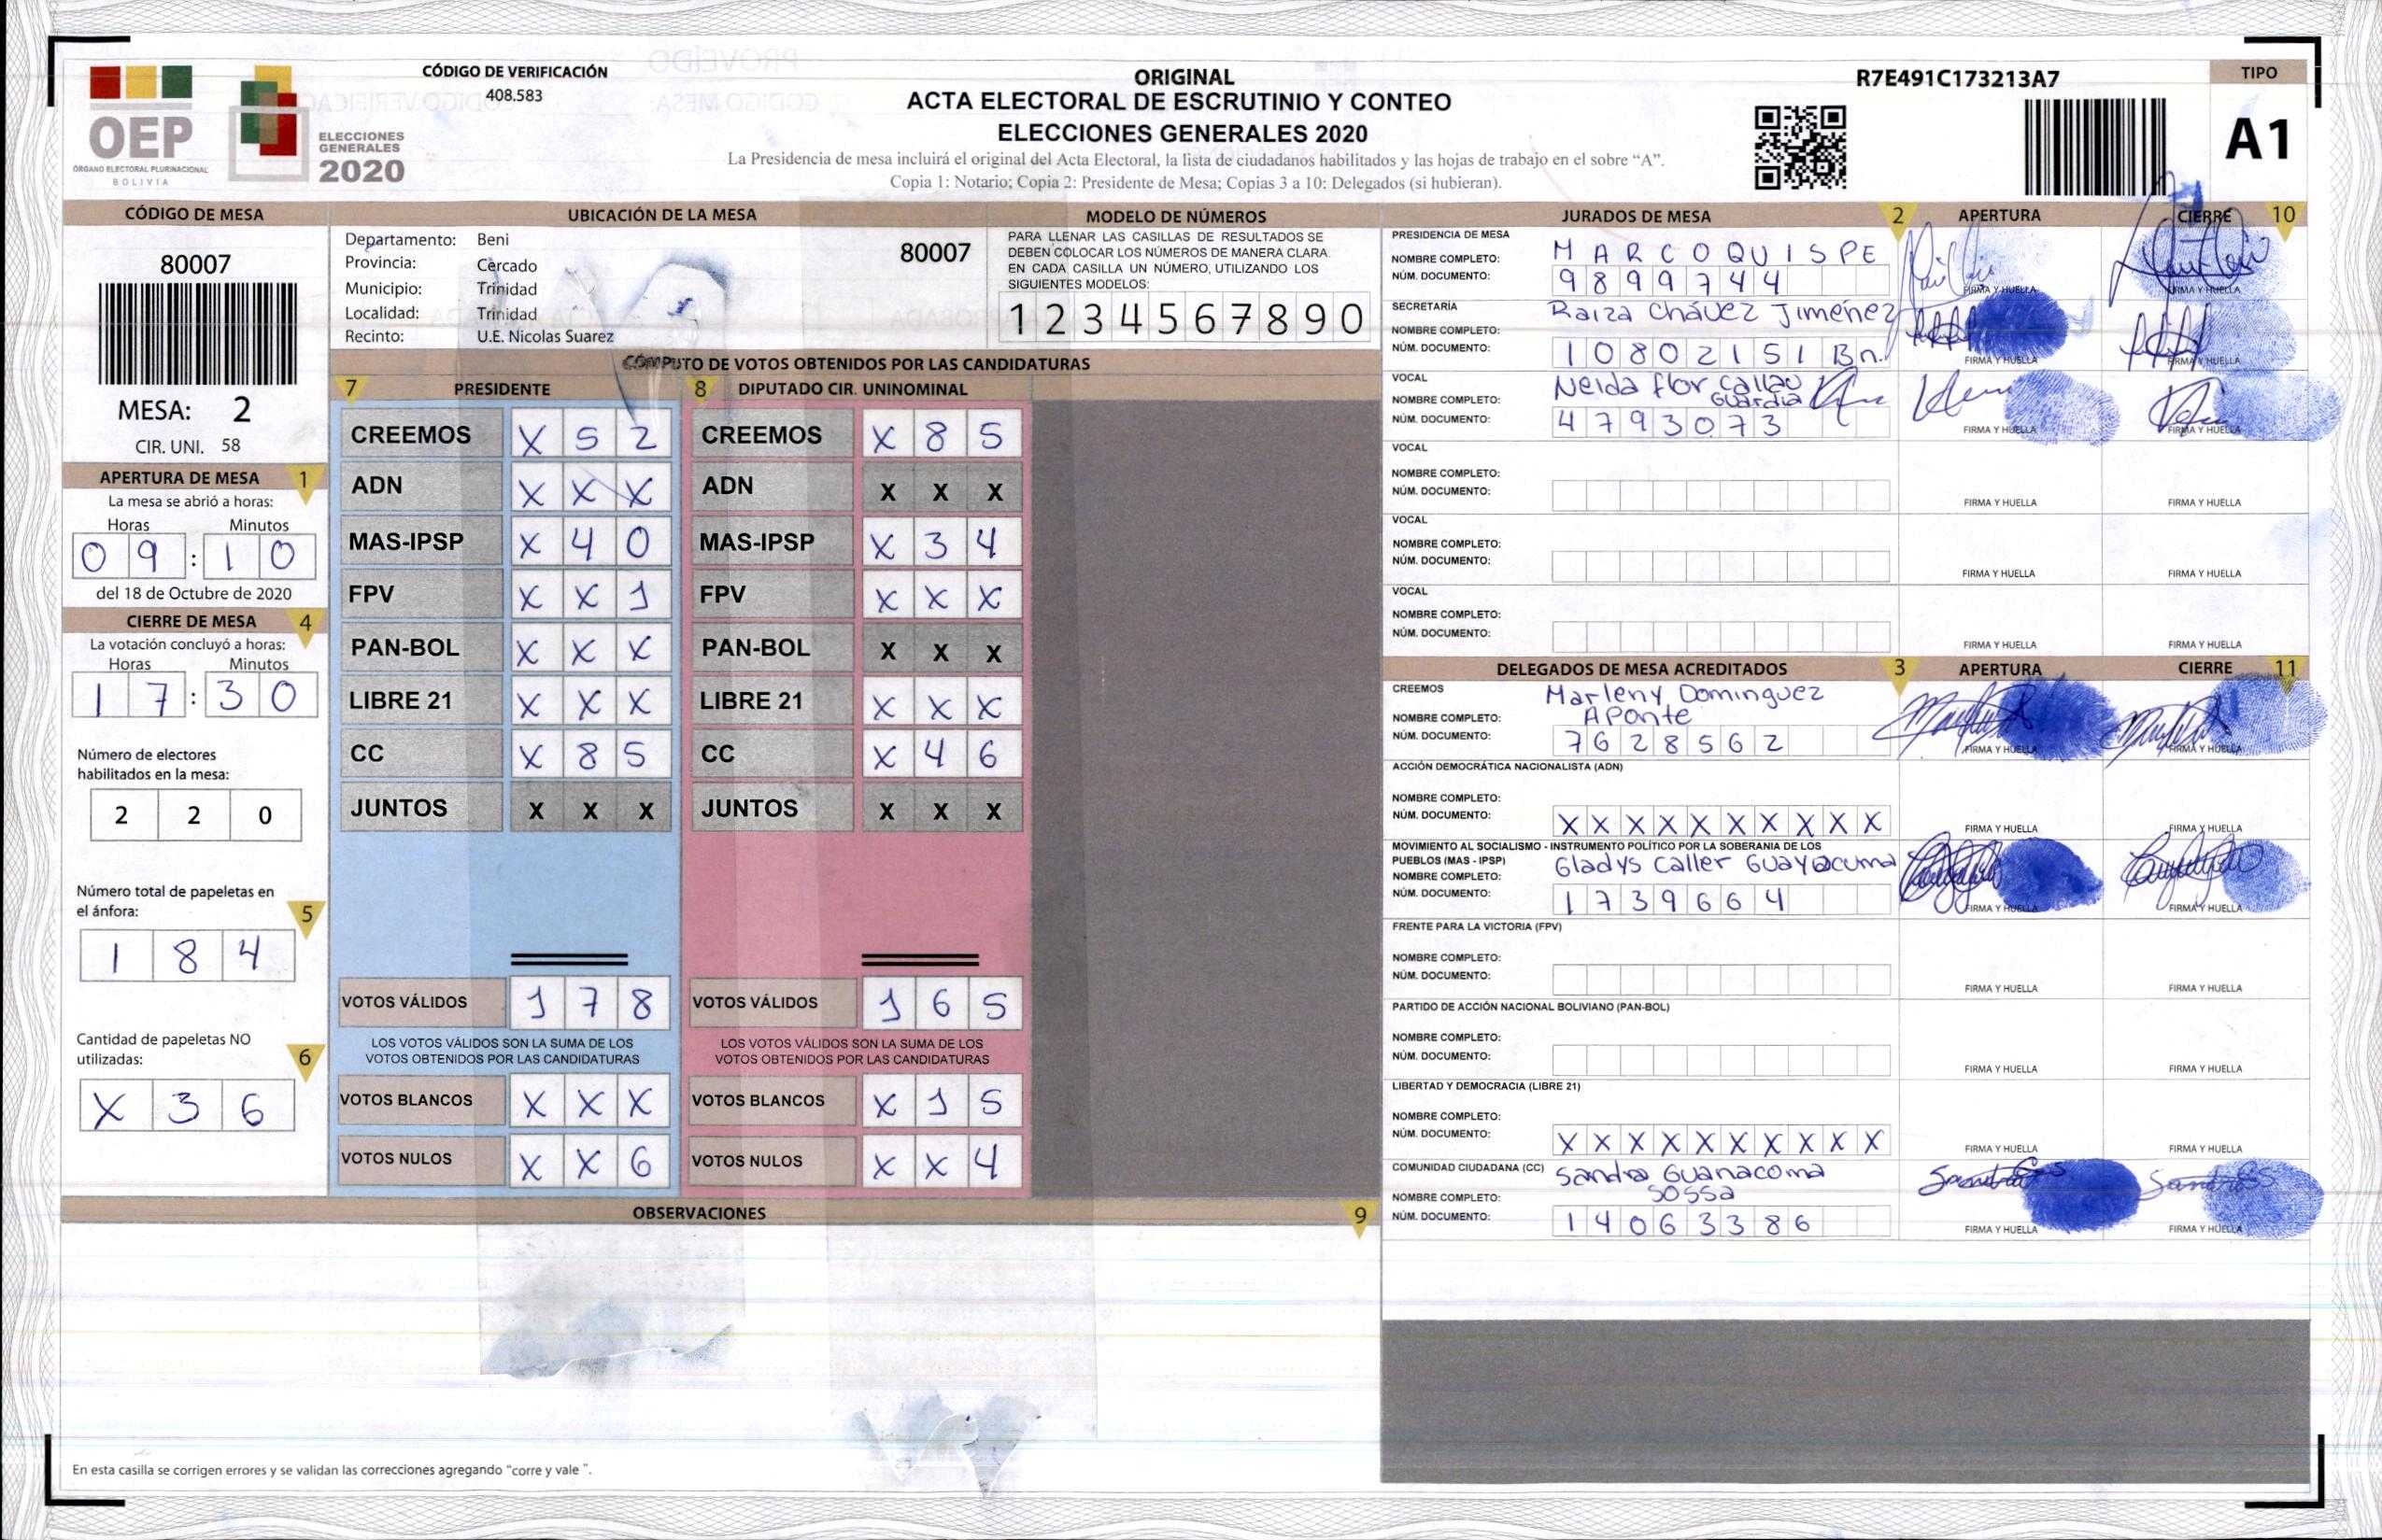 CÓDIGO DE VERIFICACIÓN
408.583
OEP
ÓRGANO ELECTORAL PLURINACIONAL
BOLIVIA
ELECCIONES
GENERALES
2020
ORIGINAL
ACTA ELECTORAL DE ESCRUTINIO Y CONTEO
ELECCIONES GENERALES 2020
La Presidencia de mesa incluirá el original del Acta Electoral, la lista de ciudadanos habilitados y las hojas de trabajo en el sobre “A”.
Copia 1: Notario; Copia 2: Presidente de Mesa; Copias 3 a 10: Delegados (si hubieran).
R7E491C173213A7
TIPO
A1
CÓDIGO DE MESA
80007
MESA: 2
CIR. UNI. 58
APERTURA DE MESA 1
La mesa se abrió a horas:
Horas Minutos
09:10
del 18 de Octubre de 2020
CIERRE DE MESA 4
La votación concluyó a horas:
Horas Minutos
17:30
Número de electores
habilitados en la mesa:
2 2 0
Número total de papeletas en
el ánfora: 5
1 8 4
Cantidad de papeletas NO
utilizadas: 6
X 3 6
UBICACIÓN DE LA MESA
Departamento: Beni 80007
Provincia: Cercado
Municipio: Trinidad
Localidad: Trinidad
Recinto: U.E. Nicolas Suarez
MODELO DE NÚMEROS
PARA LLENAR LAS CASILLAS DE RESULTADOS SE
DEBEN COLOCAR LOS NÚMEROS DE MANERA CLARA.
EN CADA CASILLA UN NÚMERO, UTILIZANDO LOS
SIGUIENTES MODELOS:
1 2 3 4 5 6 7 8 9 0
CÓMPUTO DE VOTOS OBTENIDOS POR LAS CANDIDATURAS
7 PRESIDENTE 8 DIPUTADO CIR. UNINOMINAL
CREEMOS X 5 2 CREEMOS X 8 5
ADN X X X ADN X X X
MAS-IPSP X 4 0 MAS-IPSP X 3 4
FPV X X 1 FPV X X X
PAN-BOL X X X PAN-BOL X X X
LIBRE 21 X X X LIBRE 21 X X X
CC X 8 5 CC X 4 6
JUNTOS X X X JUNTOS X X X
VOTOS VÁLIDOS 1 7 8 VOTOS VÁLIDOS 1 6 5
LOS VOTOS VÁLIDOS SON LA SUMA DE LOS LOS VOTOS VÁLIDOS SON LA SUMA DE LOS
VOTOS OBTENIDOS POR LAS CANDIDATURAS VOTOS OBTENIDOS POR LAS CANDIDATURAS
VOTOS BLANCOS X X X VOTOS BLANCOS X 1 5
VOTOS NULOS X X 6 VOTOS NULOS X X 4
OBSERVACIONES 9
En esta casilla se corrigen errores y se validan las correcciones agregando “corre y vale ”.
JURADOS DE MESA 2 APERTURA CIERRE 10
PRESIDENCIA DE MESA
NOMBRE COMPLETO: MARCO QUISPE
NÚM. DOCUMENTO: 9899744
FIRMA Y HUELLA FIRMA Y HUELLA
SECRETARÍA Raiza Chávez Jiménez
NOMBRE COMPLETO:
NÚM. DOCUMENTO: 10802151 Bn.
FIRMA Y HUELLA FIRMA Y HUELLA
VOCAL Neida flor callau
NOMBRE COMPLETO: Guardia
NÚM. DOCUMENTO: 4793073
FIRMA Y HUELLA FIRMA Y HUELLA
VOCAL
NOMBRE COMPLETO:
NÚM. DOCUMENTO:
FIRMA Y HUELLA FIRMA Y HUELLA
VOCAL
NOMBRE COMPLETO:
NÚM. DOCUMENTO:
FIRMA Y HUELLA FIRMA Y HUELLA
VOCAL
NOMBRE COMPLETO:
NÚM. DOCUMENTO:
FIRMA Y HUELLA FIRMA Y HUELLA
DELEGADOS DE MESA ACREDITADOS 3 APERTURA CIERRE 11
CREEMOS Marleny Dominguez
NOMBRE COMPLETO: Aponte
NÚM. DOCUMENTO: 7628562
FIRMA Y HUELLA FIRMA Y HUELLA
ACCIÓN DEMOCRÁTICA NACIONALISTA (ADN)
NOMBRE COMPLETO:
NÚM. DOCUMENTO: X X X X X X X X X X
FIRMA Y HUELLA FIRMA Y HUELLA
MOVIMIENTO AL SOCIALISMO - INSTRUMENTO POLÍTICO POR LA SOBERANIA DE LOS
PUEBLOS (MAS - IPSP) Gladys Caller Guayacuma
NOMBRE COMPLETO:
NÚM. DOCUMENTO: 1739664
FIRMA Y HUELLA FIRMA Y HUELLA
FRENTE PARA LA VICTORIA (FPV)
NOMBRE COMPLETO:
NÚM. DOCUMENTO:
FIRMA Y HUELLA FIRMA Y HUELLA
PARTIDO DE ACCIÓN NACIONAL BOLIVIANO (PAN-BOL)
NOMBRE COMPLETO:
NÚM. DOCUMENTO:
FIRMA Y HUELLA FIRMA Y HUELLA
LIBERTAD Y DEMOCRACIA (LIBRE 21)
NOMBRE COMPLETO:
NÚM. DOCUMENTO: X X X X X X X X X X
FIRMA Y HUELLA FIRMA Y HUELLA
COMUNIDAD CIUDADANA (CC) Sandra Guanacoma
NOMBRE COMPLETO: Sossa
NÚM. DOCUMENTO: 14063386
FIRMA Y HUELLA FIRMA Y HUELLA